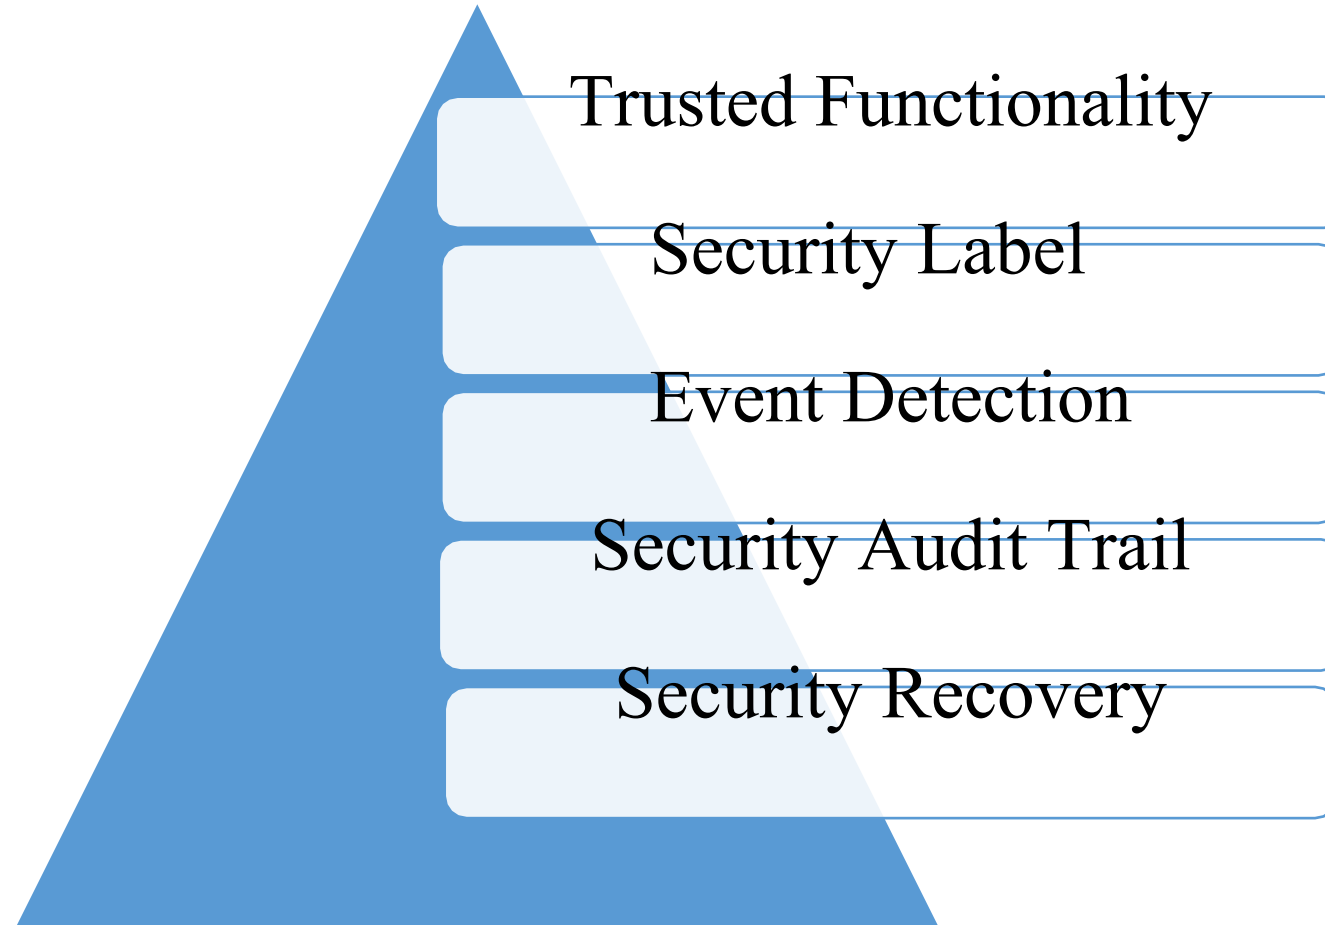 Trusted Functionality
Security Label
Event Detection
Security Audit Trail
Security Recovery